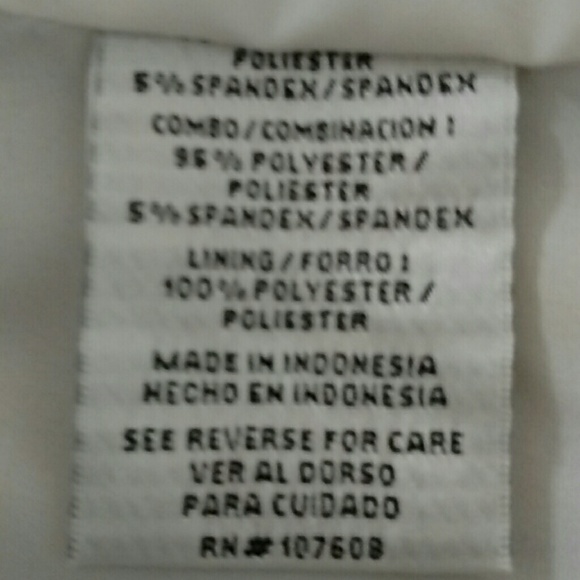 POLIESTER
5% SPANDEX/SPANDEX
COMBO/COMBINACION:
95% POLYESTER/
POLIESTER
5% SPANDEX/SPANDEX
LINING/FORRO:
100% POLYESTER/
POLIESTER
MADE IN INDONESIA
HECHO EN INDONESIA
SEE REVERSE FOR CARE
VER AL DORSO
PARA CUIDADO
RN# 107608